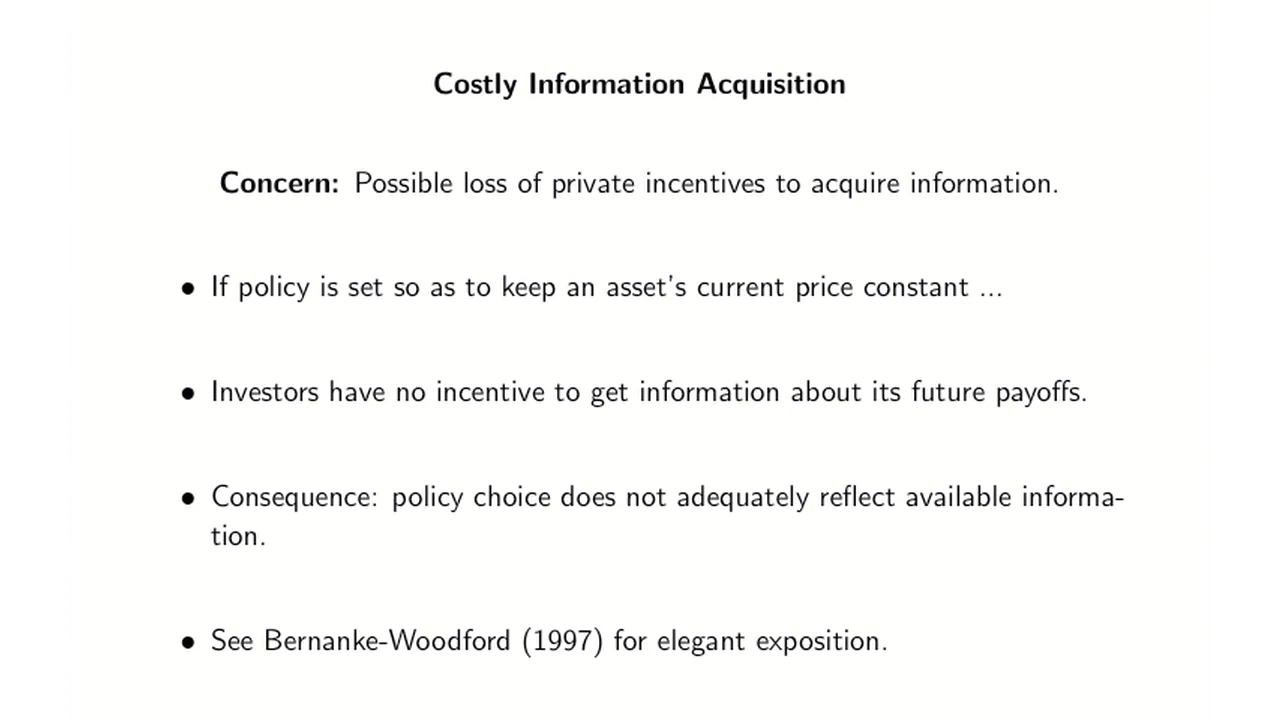 Costly Information Acquisition
Concern: Possible loss of private incentives to acquire information.
• If policy is set so as to keep an asset's current price constant ...
• Investors have no incentive to get information about its future payoffs.
• Consequence: policy choice does not adequately reflect available informa-
tion.
• See Bernanke-Woodford (1997) for elegant exposition.